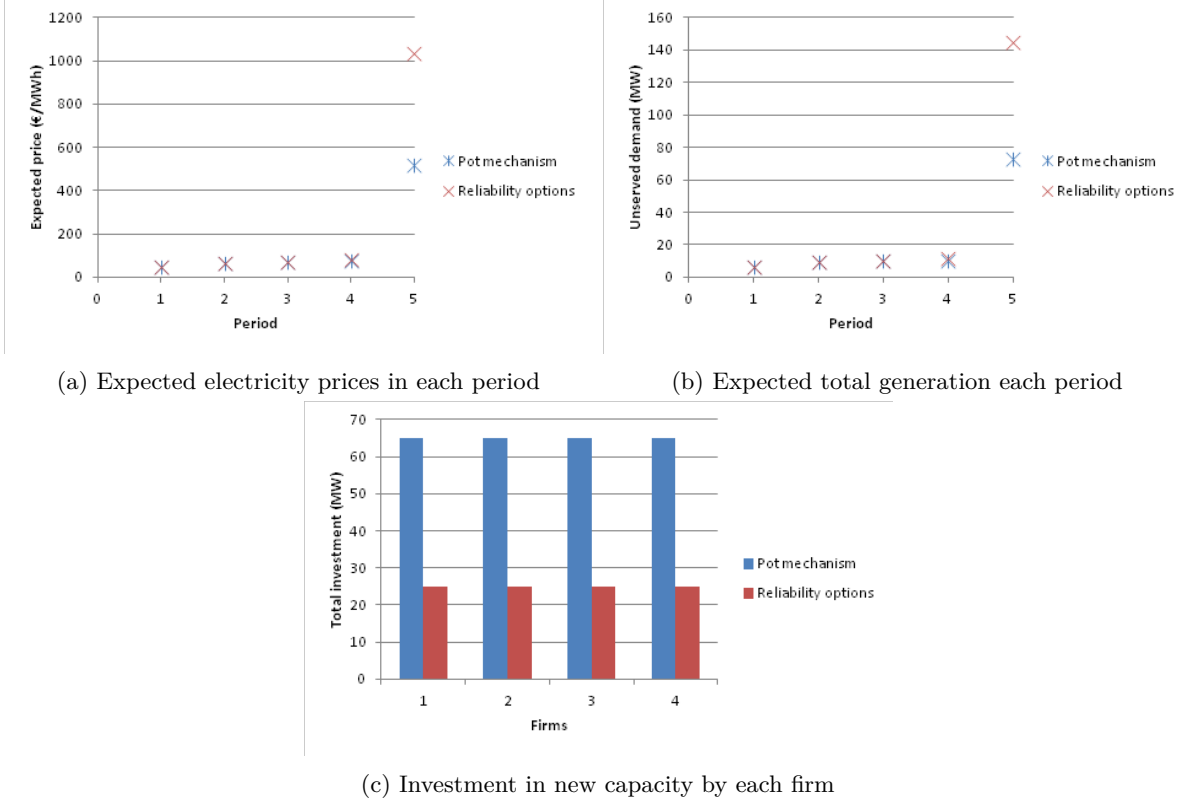 1200
1000
800
600
400
200
0
Expected price (€/MWh)
0 1 2 3 4 5
Period
Pot mechanism
Reliability options
(a) Expected electricity prices in each period
160
140
120
100
80
60
40
20
0
Unserved demand (MW)
0 1 2 3 4 5
Period
Pot mechanism
Reliability options
(b) Expected total generation each period
70
60
50
40
30
20
10
0
Total investment (MW)
1 2 3 4
Firms
Pot mechanism
Reliability options
(c) Investment in new capacity by each firm